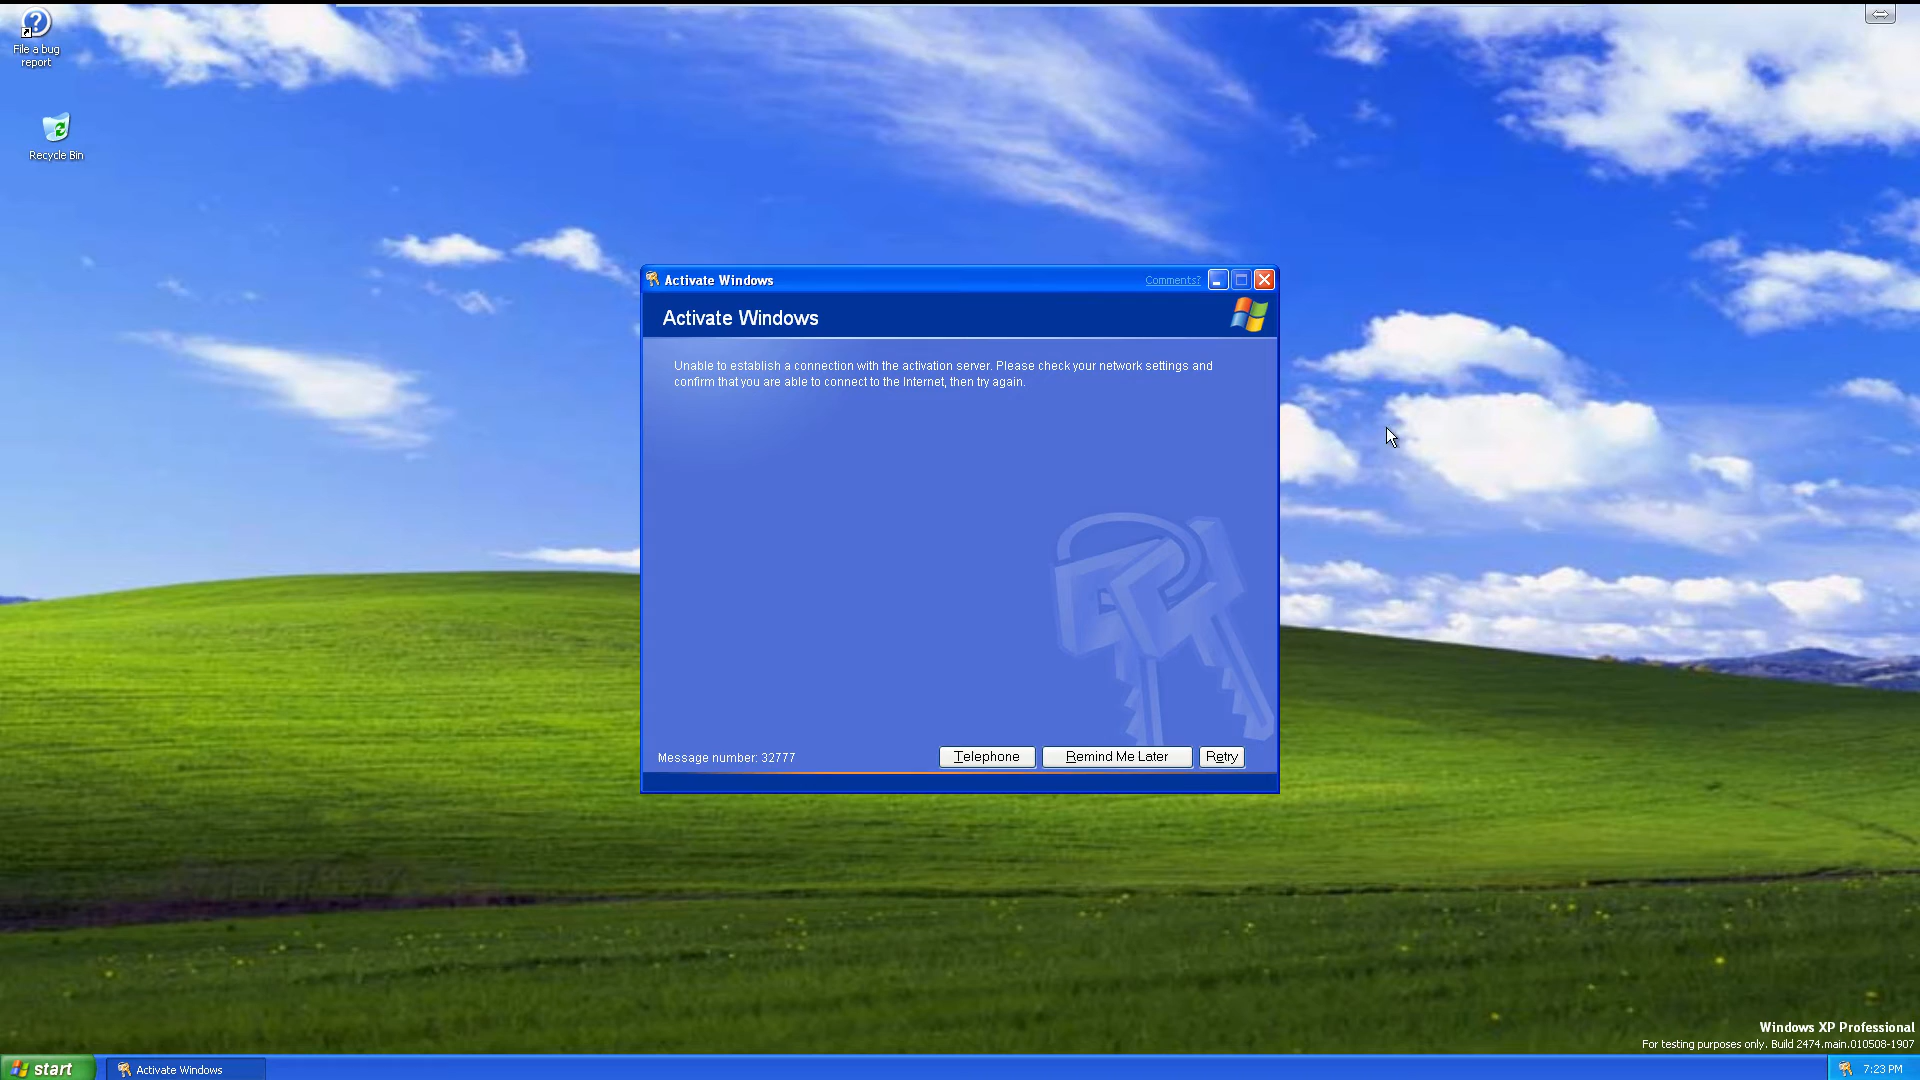 File a bug
report
Recycle Bin
Activate Windows
Comments?
Activate Windows
Unable to establish a connection with the activation server. Please check your network settings and
confirm that you are able to connect to the Internet, then try again.
Message number: 32777
Telephone
Remind Me Later
Retry
Windows XP Professional
For testing purposes only. Build 2474.main.010508-1907
start
Activate Windows
7:23 PM